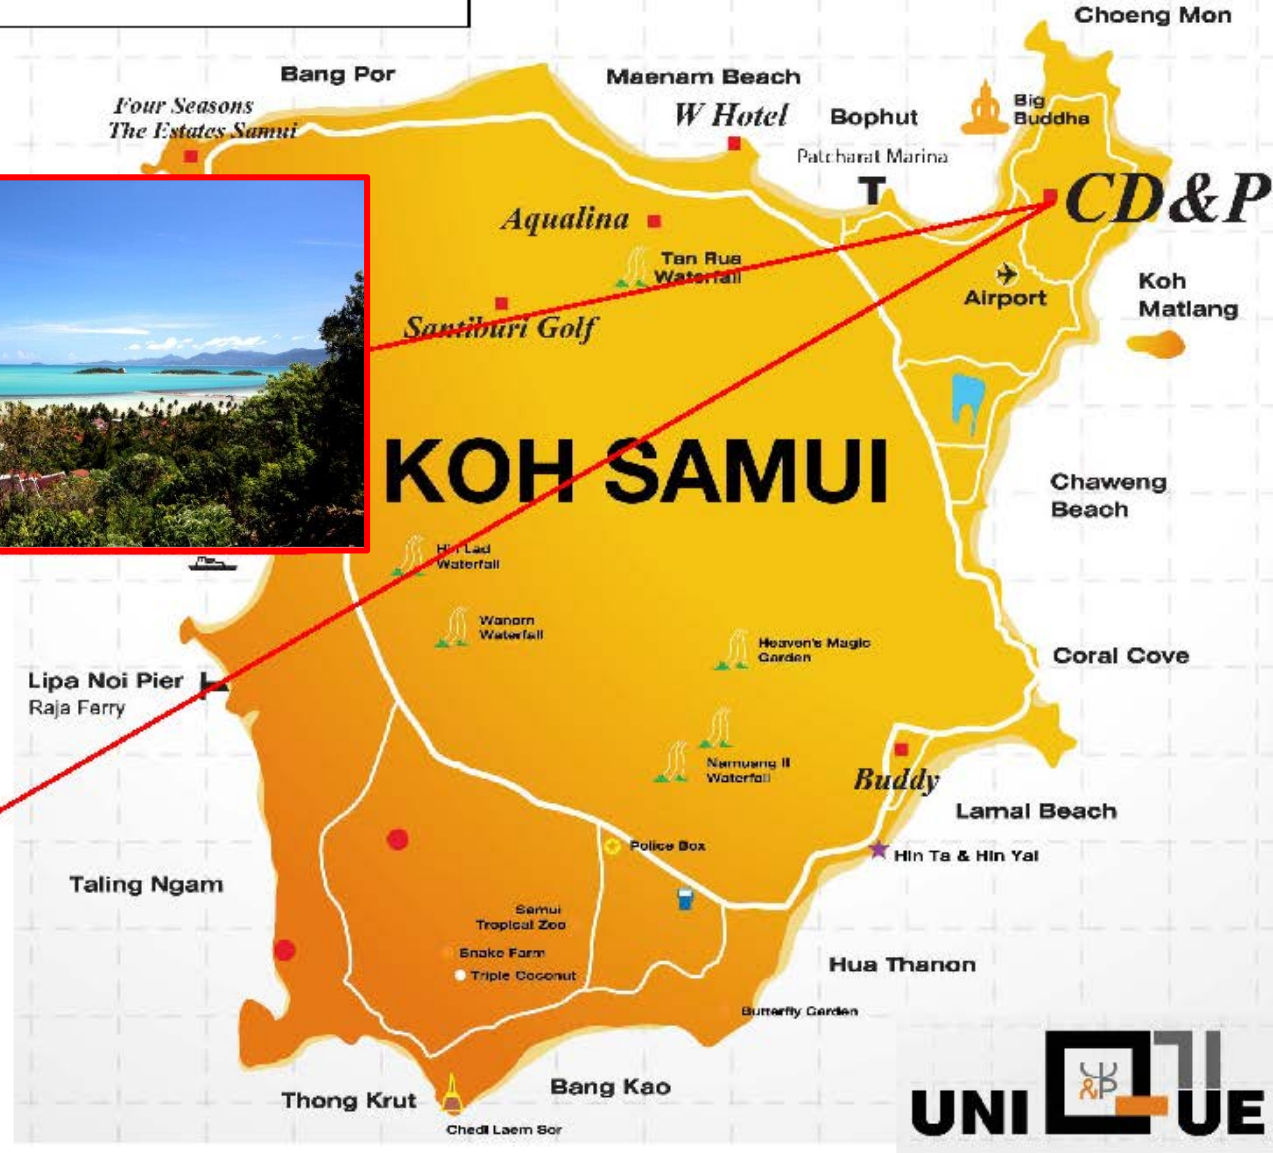 Choeng Mon
Bang Por
Maenam Beach
Four Seasons
The Estates Samui
W Hotel
Bophut
Big
Buddha
Patcharat Marina
CD&P
Aqualina
Tan Rua
Waterfall
Airport
Koh
Matlang
Santiburi Golf
KOH SAMUI
Chaweng
Beach
Hin Lad
Waterfall
Wanorn
Waterfall
Heaven's Magic
Garden
Coral Cove
Lipa Noi Pier
Raja Ferry
Namuang II
Waterfall
Buddy
Lamai Beach
Police Box
Hin Ta & Hin Yai
Taling Ngam
Samui
Tropical Zoo
Snake Farm
Triple Coconut
Hua Thanon
Butterfly Garden
Bang Kao
Thong Krut
Chedi Laem Sor
&P
UNIQUE